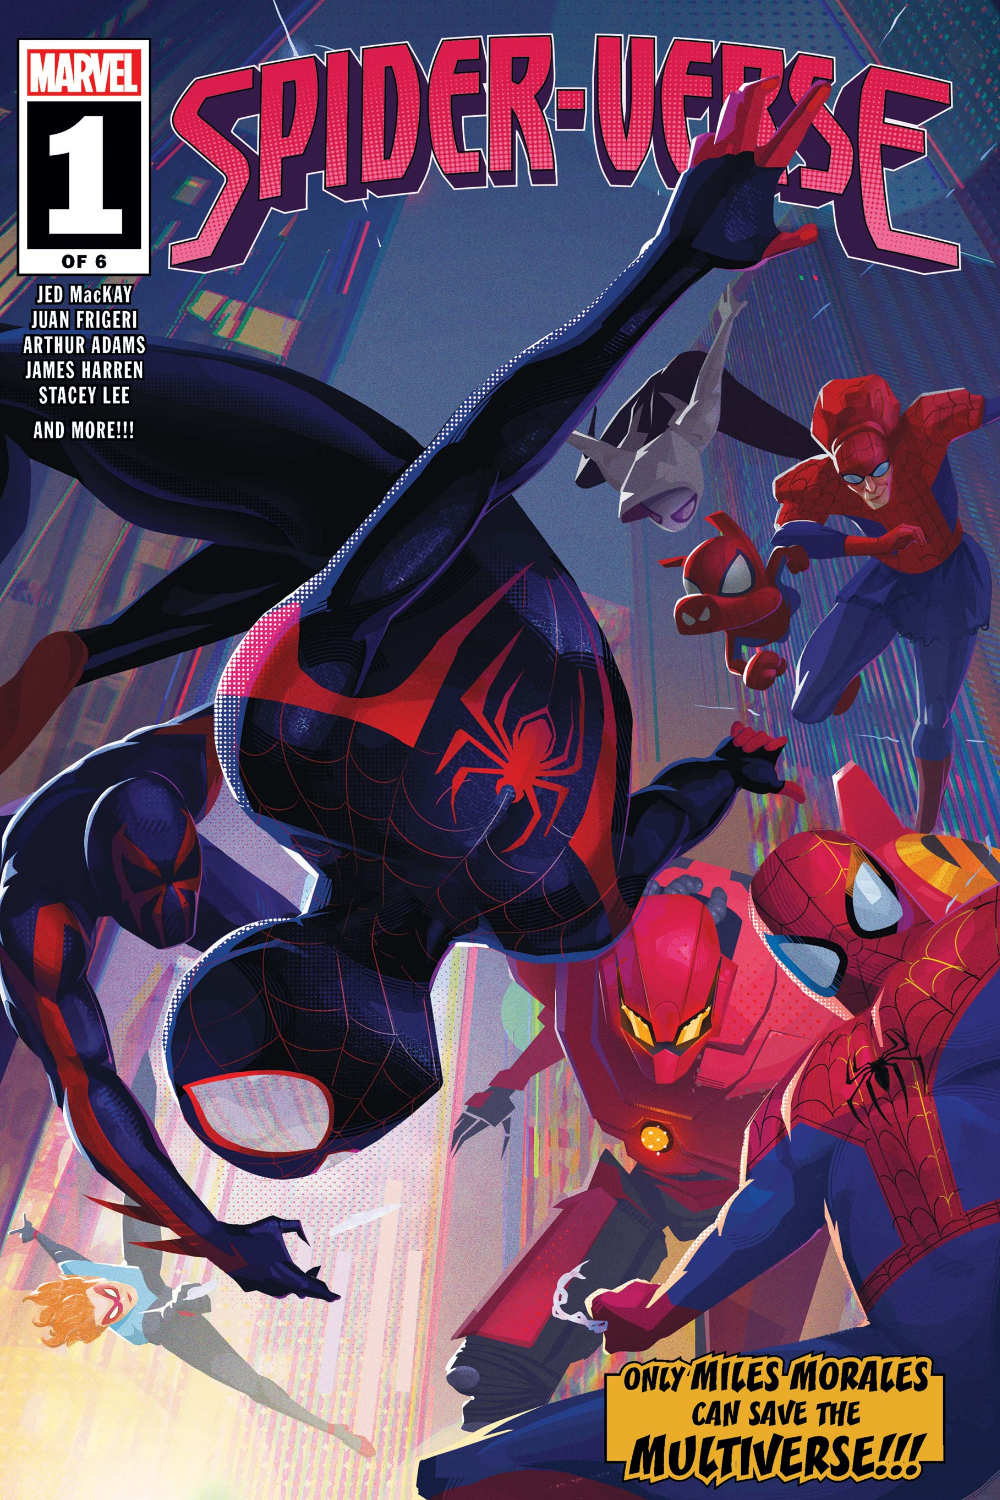 MARVEL
1
OF 6
SPIDER-VERSE
JED MacKAY
JUAN FRIGERI
ARTHUR ADAMS
JAMES HARREN
STACEY LEE
AND MORE!!!
ONLY MILES MORALES
CAN SAVE THE
MULTIVERSE!!!